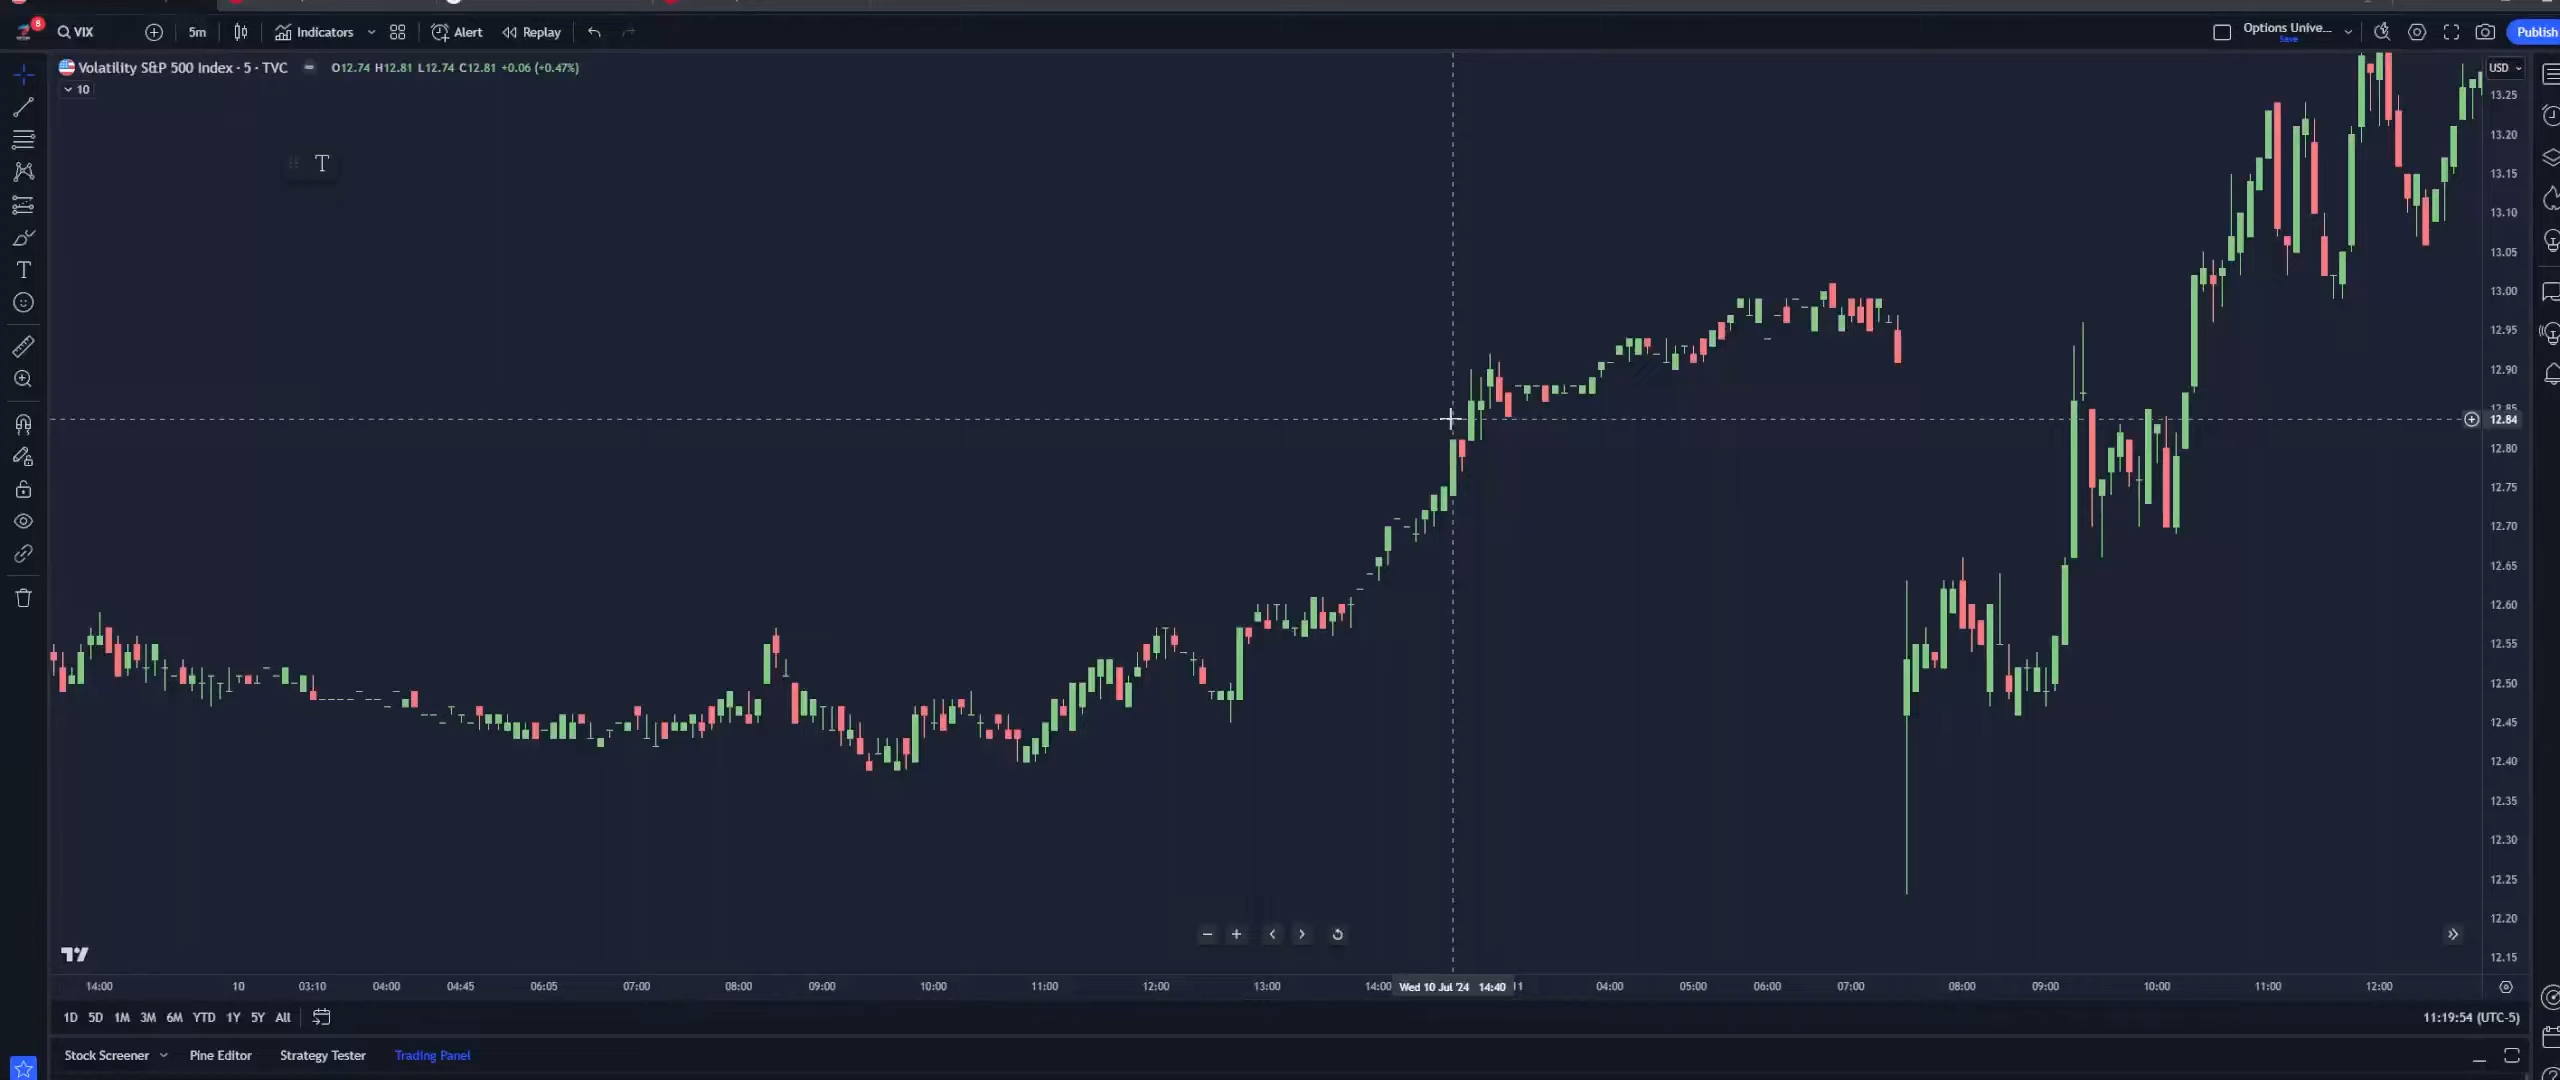 8
VIX
5m
Indicators
Alert
Replay
Options Unive...
Save
Publish
Volatility S&P 500 Index · 5 · TVC
O12.74 H12.81 L12.74 C12.81 +0.06 (+0.47%)
USD
10
T
13.25
13.20
13.15
13.10
13.05
13.00
12.95
12.90
12.85
12.84
12.80
12.75
12.70
12.65
12.60
12.55
12.50
12.45
12.40
12.35
12.30
12.25
12.20
12.15
14:00 10 03:10 04:00 04:45 06:05 07:00 08:00 09:00 10:00 11:00 12:00 13:00 14:00 Wed 10 Jul '24 14:40 11 04:00 05:00 06:00 07:00 08:00 09:00 10:00 11:00 12:00
1D 5D 1M 3M 6M YTD 1Y 5Y All
11:19:54 (UTC-5)
Stock Screener Pine Editor Strategy Tester Trading Panel